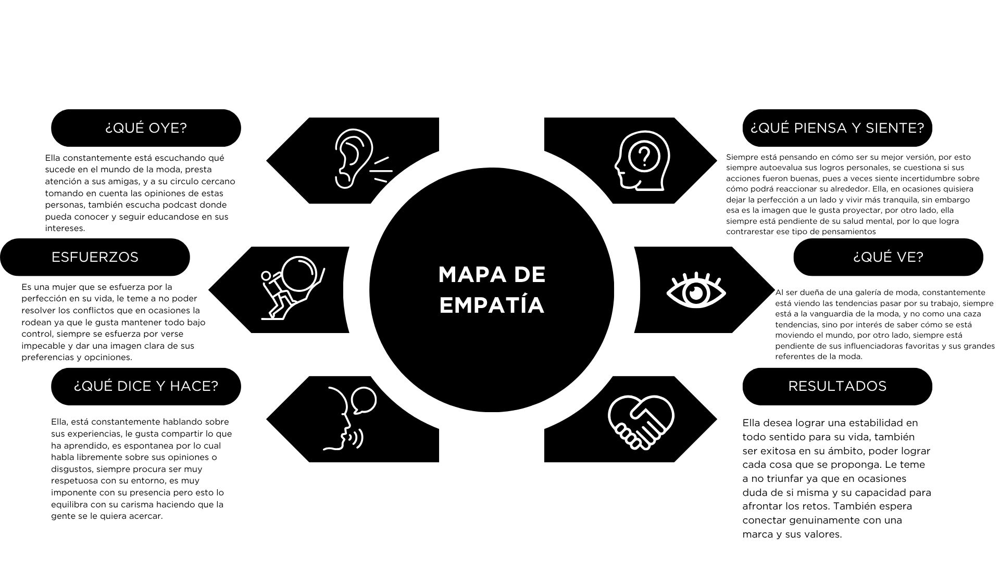 ¿QUÉ OYE?
Ella constantemente está escuchando qué
sucede en el mundo de la moda, presta
atención a sus amigas, y a su circulo cercano
tomando en cuenta las opiniones de estas
personas, también escucha podcast donde
pueda conocer y seguir educandose en sus
intereses.
ESFUERZOS
Es una mujer que se esfuerza por la
perfección en su vida, le teme a no poder
resolver los conflictos que en ocasiones la
rodean ya que le gusta mantener todo bajo
control, siempre se esfuerza por verse
impecable y dar una imagen clara de sus
preferencias y opciniones.
¿QUÉ DICE Y HACE?
Ella, está constantemente hablando sobre
sus experiencias, le gusta compartir lo que
ha aprendido, es espontanea por lo cual
habla libremente sobre sus opiniones o
disgustos, siempre procura ser muy
respetuosa con su entorno, es muy
imponente con su presencia pero esto lo
equilibra con su carisma haciendo que la
gente se le quiera acercar.
MAPA DE
EMPATÍA
?
¿QUÉ PIENSA Y SIENTE?
Siempre está pensando en cómo ser su mejor versión, por esto
siempre autoevalua sus logros personales, se cuestiona si sus
acciones fueron buenas, pues a veces siente incertidumbre sobre
cómo podrá reaccionar su alrededor. Ella, en ocasiones quisiera
dejar la perfección a un lado y vivir más tranquila, sin embargo
esa es la imagen que le gusta proyectar, por otro lado, ella
siempre está pendiente de su salud mental, por lo que logra
contrarestar ese tipo de pensamientos
¿QUÉ VE?
Al ser dueña de una galería de moda, constantemente
está viendo las tendencias pasar por su trabajo, siempre
está a la vanguardia de la moda, y no como una caza
tendencias, sino por interés de saber cómo se está
moviendo el mundo, por otro lado, siempre está
pendiente de sus influenciadoras favoritas y sus grandes
referentes de la moda.
RESULTADOS
Ella desea lograr una estabilidad en
todo sentido para su vida, también
ser exitosa en su ámbito, poder lograr
cada cosa que se proponga. Le teme
a no triunfar ya que en ocasiones
duda de si misma y su capacidad para
afrontar los retos. También espera
conectar genuinamente con una
marca y sus valores.